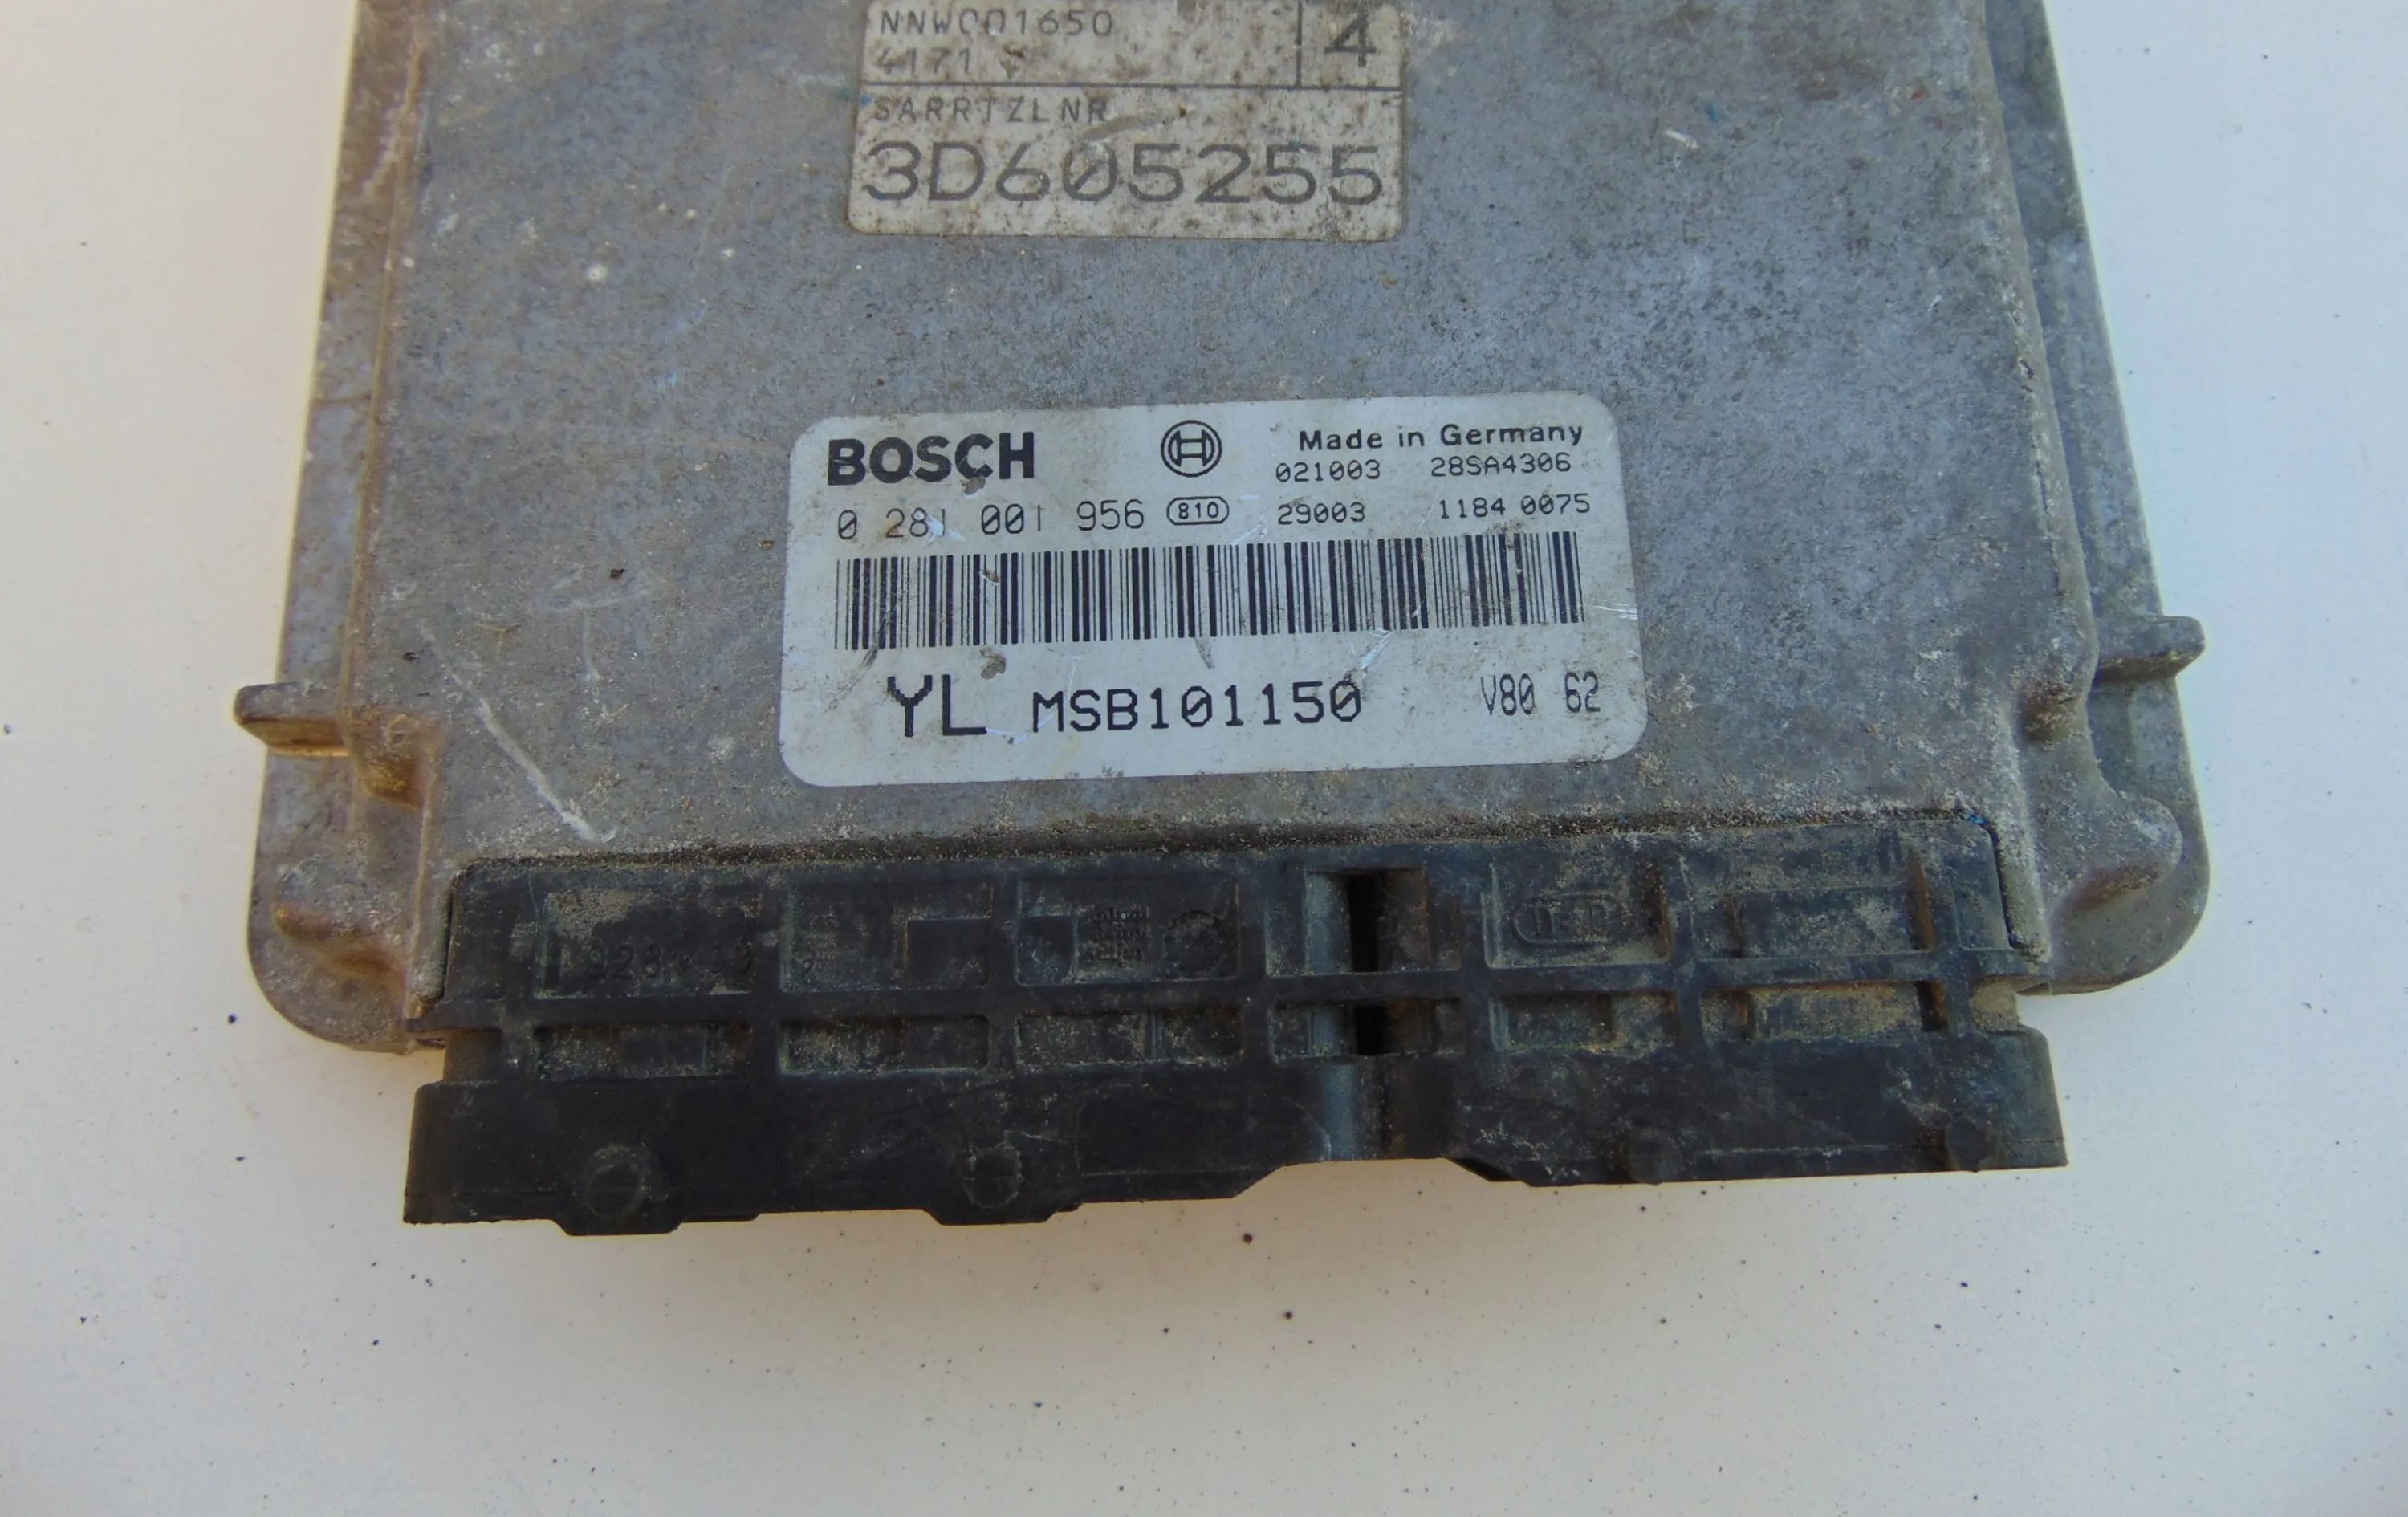 NNW001650
4171
4
SARRTZLNR
3D605255
BOSCH
Made in Germany
021003 28SA4306
0 281 001 956 810 29003 1184 0075
YL MSB101150 V80 62